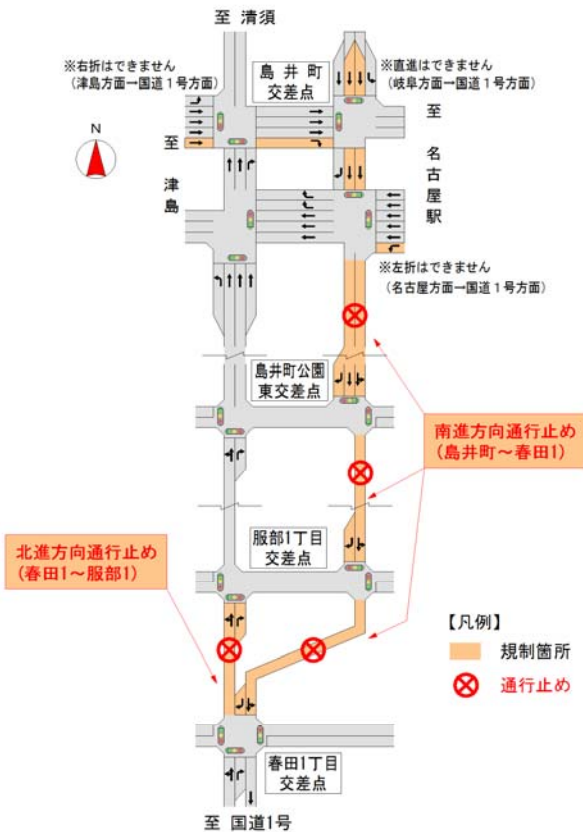 至 清須
※右折はできません
（津島方面→国道１号方面）
島 井 町
交差点
※直進はできません
（岐阜方面→国道１号方面）
N
至
津
島
至
名
古
屋
駅
※左折はできません
（名古屋方面→国道１号方面）
島井町公園
東交差点
南進方向通行止め
(島井町～春田1)
服部1丁目
交差点
北進方向通行止め
(春田1～服部1)
【凡例】
規制箇所
通行止め
春田1丁目
交差点
至 国道1号